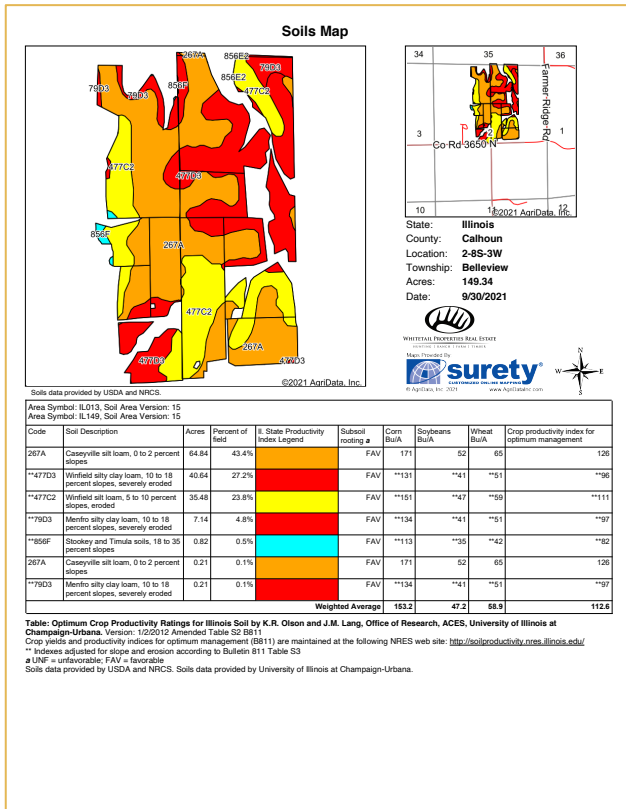 Soils Map
267A
856E2
79D3
856E2
79D3
79D3
856F
477C2
477C2
477D3
856F
267A
477C2
267A
477D3
477D3
©2021 AgriData, Inc.
34
35
36
Farmer Ridge Rd
3
2
1
Co Rd 3650 N
10
11
12
©2021 AgriData, Inc.
State: Illinois
County: Calhoun
Location: 2-8S-3W
Township: Belleview
Acres: 149.34
Date: 9/30/2021
WHITETAIL PROPERTIES REAL ESTATE
HUNTING | RANCH | FARM | TIMBER
Maps Provided By
surety®
CUSTOMIZED ONLINE MAPPING
© AgriData, Inc. 2021
www.AgriDataInc.com
N
W
E
S
Soils data provided by USDA and NRCS.
Area Symbol: IL013, Soil Area Version: 15
Area Symbol: IL149, Soil Area Version: 15
Code Soil Description Acres Percent of field Il. State Productivity Index Legend Subsoil rooting a Corn Bu/A Soybeans Bu/A Wheat Bu/A Crop productivity index for optimum management
267A Caseyville silt loam, 0 to 2 percent slopes 64.84 43.4% FAV 171 52 65 126
**477D3 Winfield silty clay loam, 10 to 18 percent slopes, severely eroded 40.64 27.2% FAV **131 **41 **51 **96
**477C2 Winfield silt loam, 5 to 10 percent slopes, eroded 35.48 23.8% FAV **151 **47 **59 **111
**79D3 Menfro silty clay loam, 10 to 18 percent slopes, severely eroded 7.14 4.8% FAV **134 **41 **51 **97
**856F Stookey and Timula soils, 18 to 35 percent slopes 0.82 0.5% FAV **113 **35 **42 **82
267A Caseyville silt loam, 0 to 2 percent slopes 0.21 0.1% FAV 171 52 65 126
**79D3 Menfro silty clay loam, 10 to 18 percent slopes, severely eroded 0.21 0.1% FAV **134 **41 **51 **97
Weighted Average 153.2 47.2 58.9 112.6
Table: Optimum Crop Productivity Ratings for Illinois Soil by K.R. Olson and J.M. Lang, Office of Research, ACES, University of Illinois at
Champaign-Urbana. Version: 1/2/2012 Amended Table S2 B811
Crop yields and productivity indices for optimum management (B811) are maintained at the following NRES web site: http://soilproductivity.nres.illinois.edu/
** Indexes adjusted for slope and erosion according to Bulletin 811 Table S3
a UNF = unfavorable; FAV = favorable
Soils data provided by USDA and NRCS. Soils data provided by University of Illinois at Champaign-Urbana.